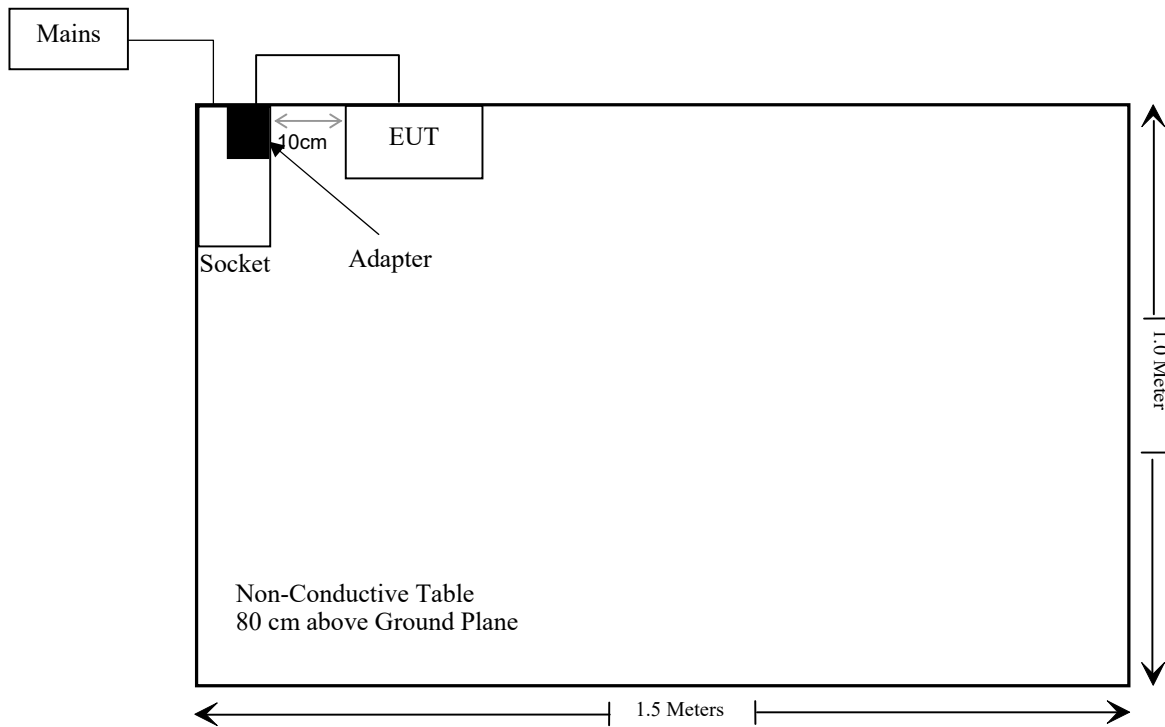 Mains
EUT
10cm
Adapter
Socket
1.0 Meter
Non-Conductive Table
80 cm above Ground Plane
1.5 Meters